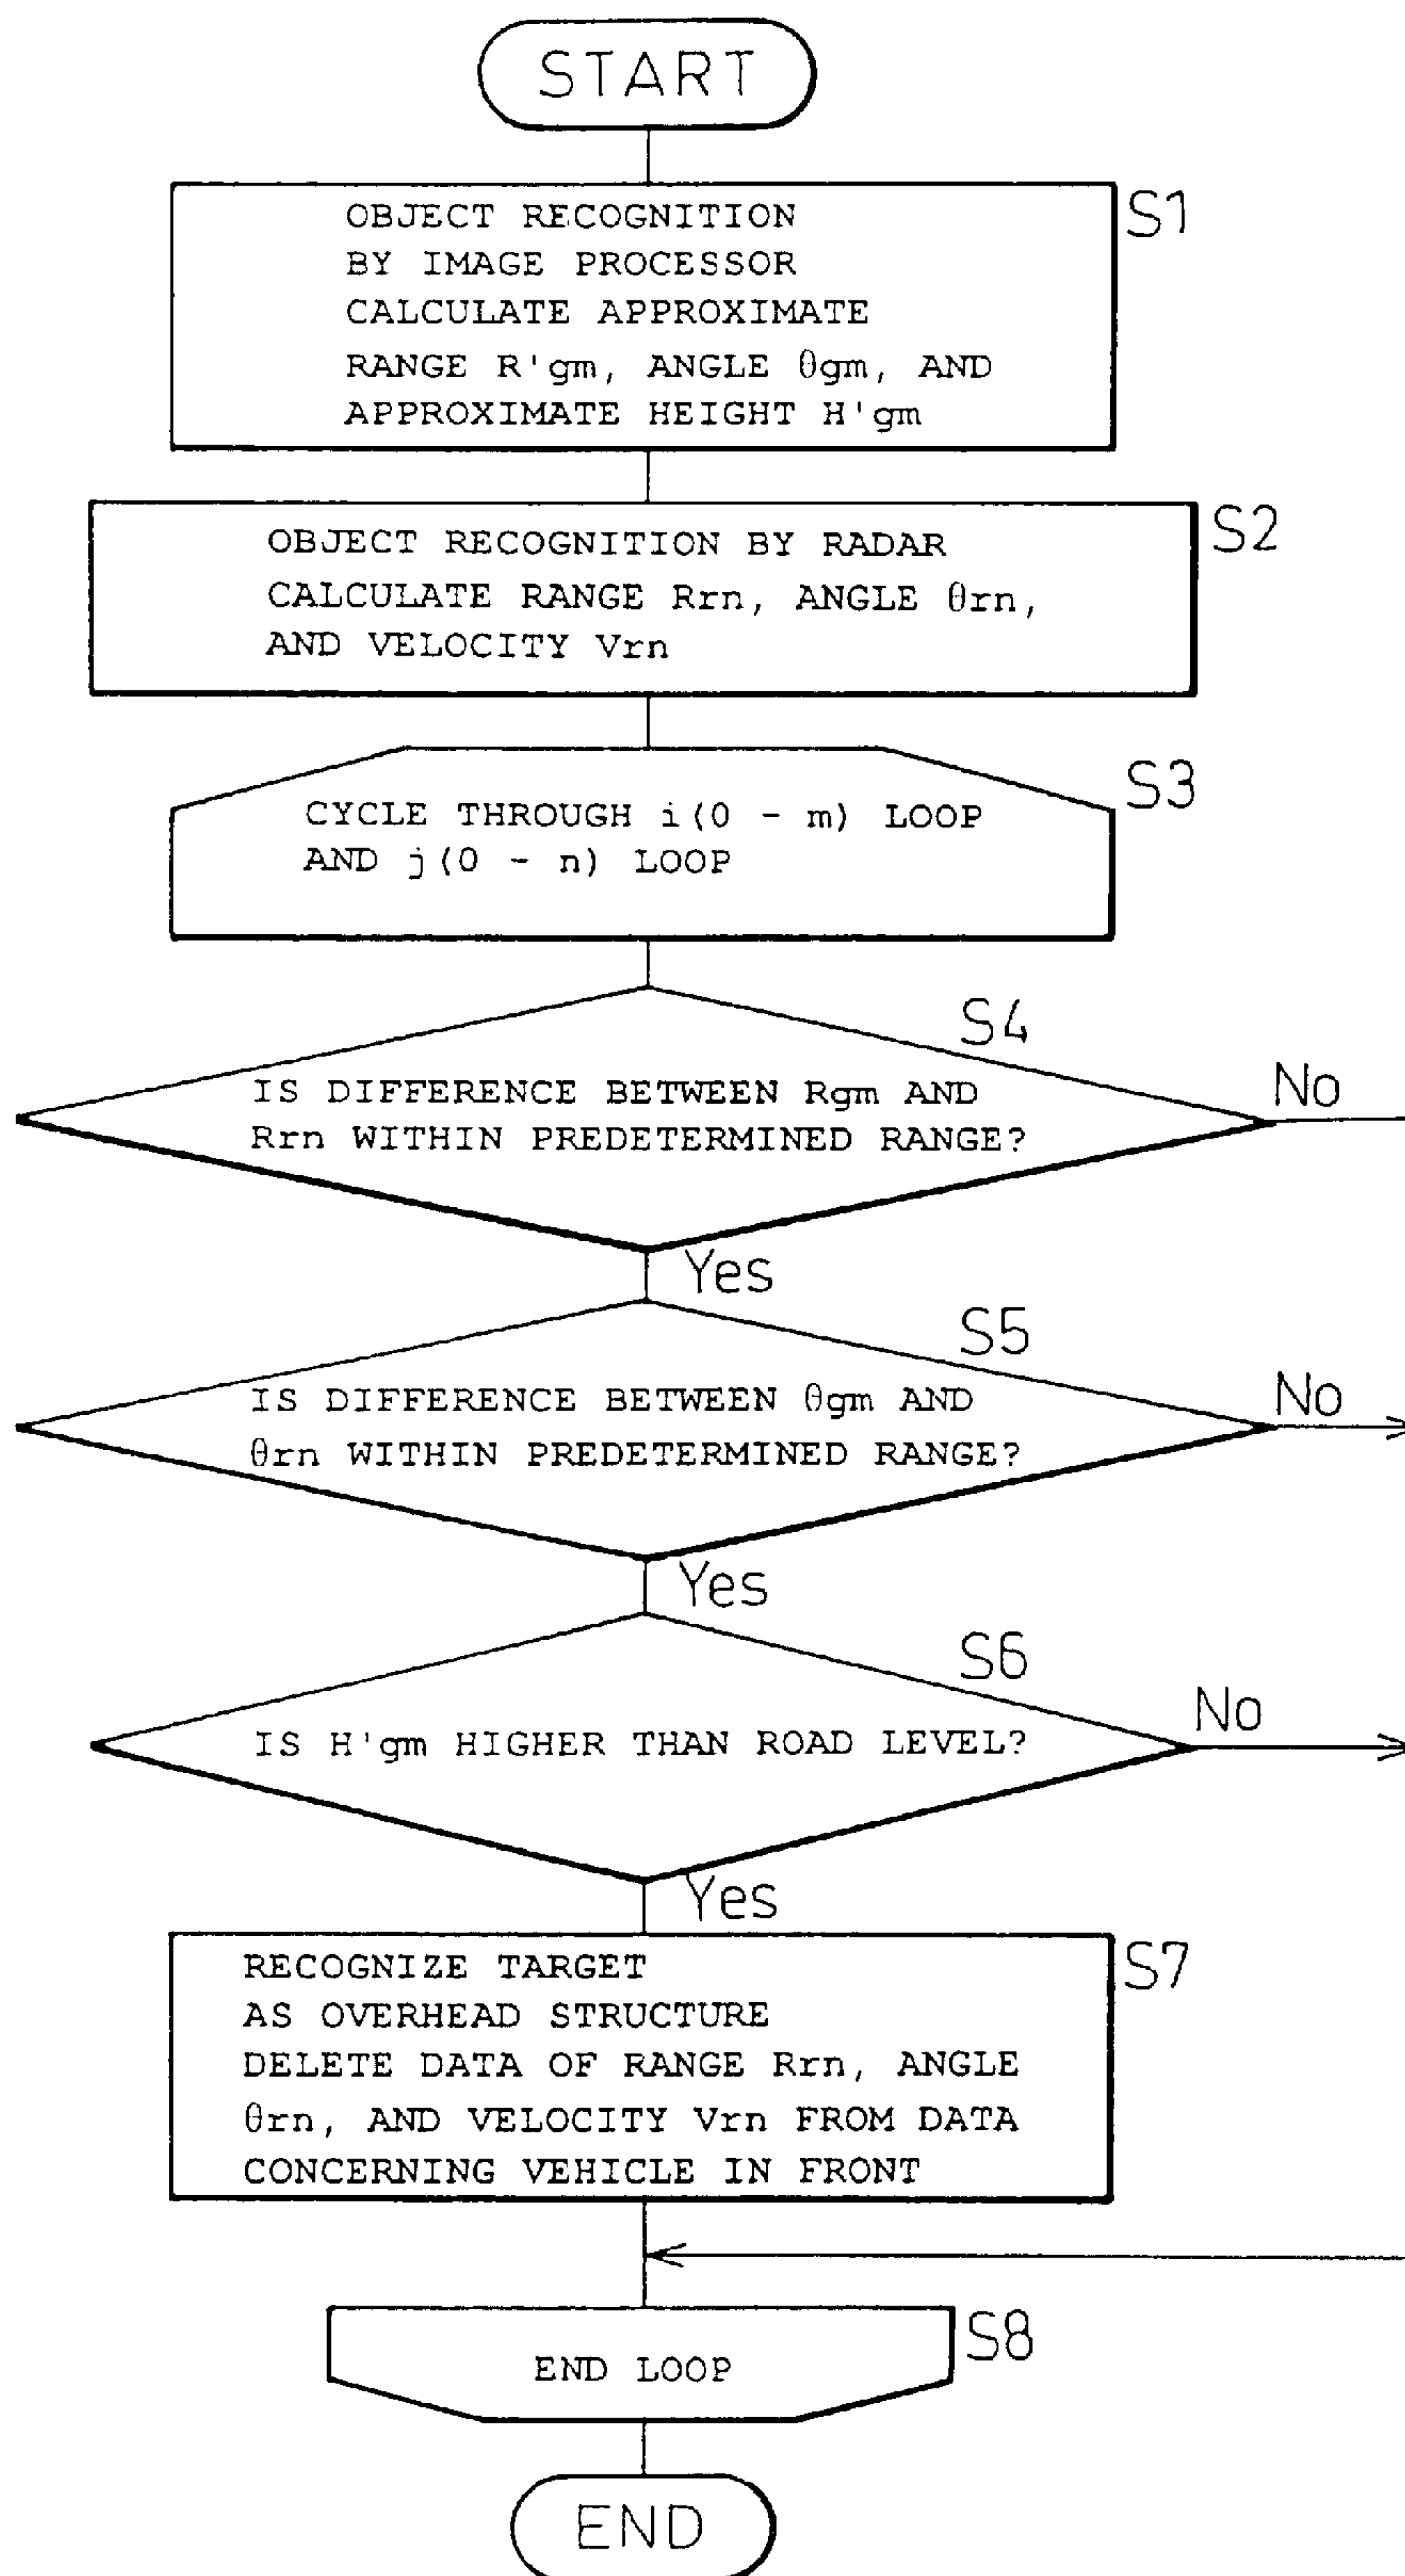 START
S1
OBJECT RECOGNITION
BY IMAGE PROCESSOR
CALCULATE APPROXIMATE
RANGE R'gm, ANGLE θgm, AND
APPROXIMATE HEIGHT H'gm
S2
OBJECT RECOGNITION BY RADAR
CALCULATE RANGE Rrn, ANGLE θrn,
AND VELOCITY Vrn
S3
CYCLE THROUGH i(0 - m) LOOP
AND j(0 - n) LOOP
S4
IS DIFFERENCE BETWEEN Rgm AND
Rrn WITHIN PREDETERMINED RANGE?
No
Yes
S5
IS DIFFERENCE BETWEEN θgm AND
θrn WITHIN PREDETERMINED RANGE?
No
Yes
S6
IS H'gm HIGHER THAN ROAD LEVEL?
No
Yes
S7
RECOGNIZE TARGET
AS OVERHEAD STRUCTURE
DELETE DATA OF RANGE Rrn, ANGLE
θrn, AND VELOCITY Vrn FROM DATA
CONCERNING VEHICLE IN FRONT
S8
END LOOP
END